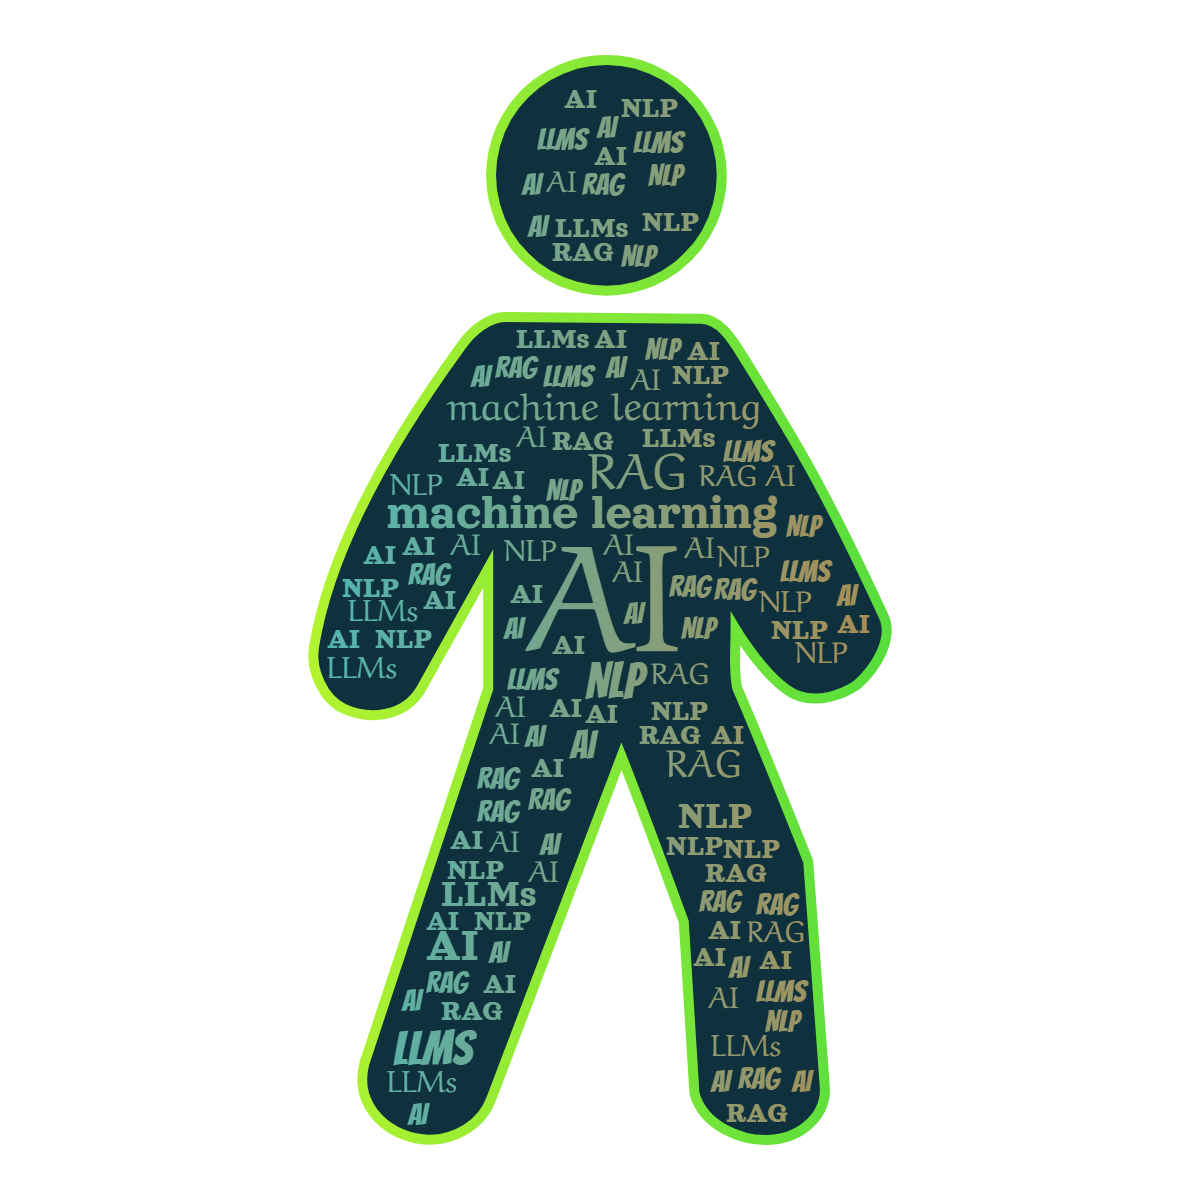 AI NLP
LLMS AI LLMS
AI
AI AI RAG NLP
AI LLMs NLP
RAG NLP
LLMs AI NLP AI
AI RAG LLMS AI AI NLP
machine learning
AI RAG LLMs
LLMs LLMS
NLP AI AI NLP RAG RAG AI
machine learning NLP
AI AI AI NLP AI AI AI NLP
NLP RAG AI RAG RAG LLMS
LLMs AI AI NLP AI
AI NLP AI AI AI NLP NLP AI
LLMs NLP
LLMS NLP RAG
AI AI AI NLP
AI AI AI RAG AI
RAG AI RAG
RAG RAG NLP
AI AI AI NLP NLP
NLP AI RAG
LLMs RAG RAG
AI NLP AI RAG
AI AI AI AI AI
RAG AI AI LLMS
AI RAG NLP
LLMS LLMs
LLMs AI RAG AI
AI RAG